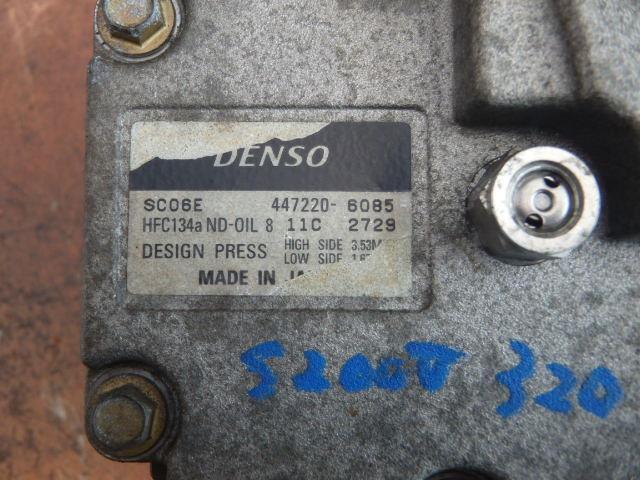 DENSO
SC06E 447220-6085
HFC134a ND-OIL 8 11C 2729
DESIGN PRESS HIGH SIDE 3.53M
LOW SIDE
MADE IN
S200V 320